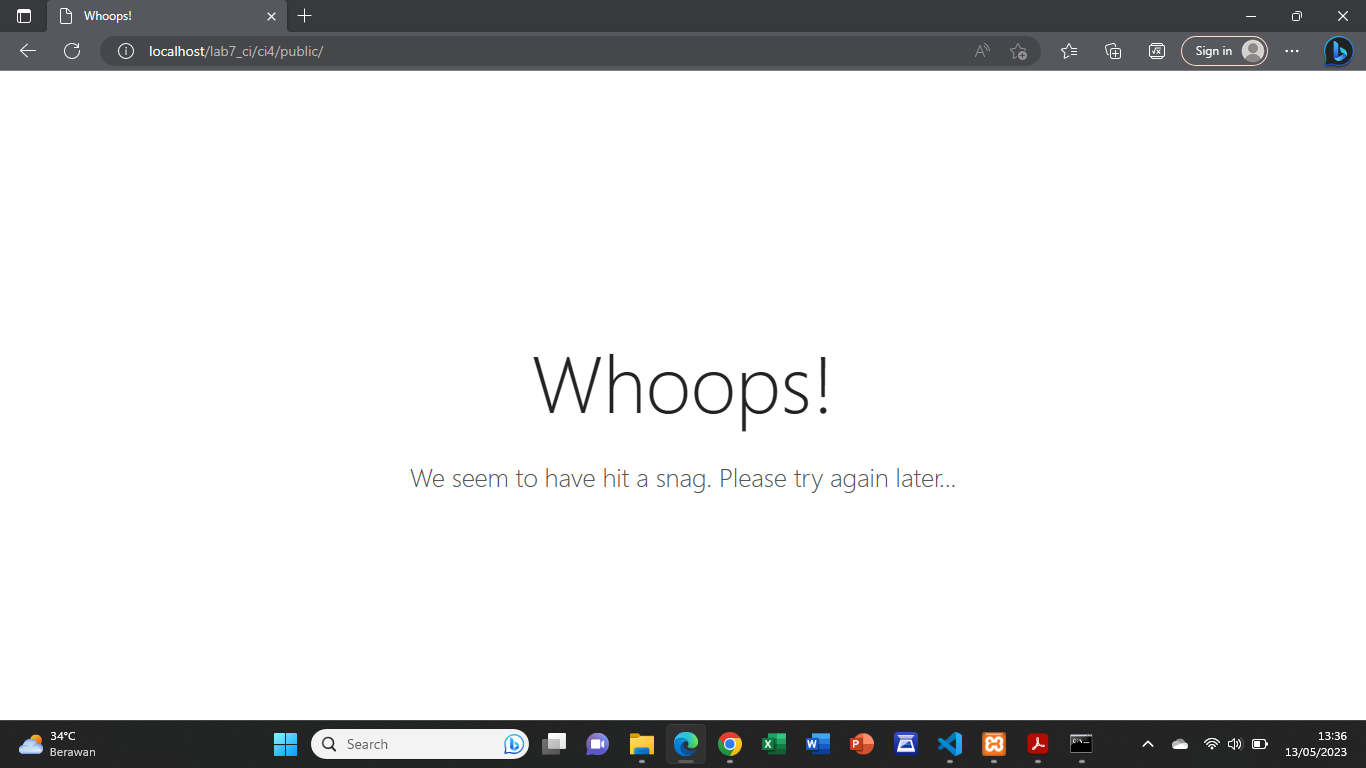 Whoops!
localhost/lab7_ci/ci4/public/
Sign in
Whoops!
We seem to have hit a snag. Please try again later...
34°C
Berawan
Search
13:36
13/05/2023